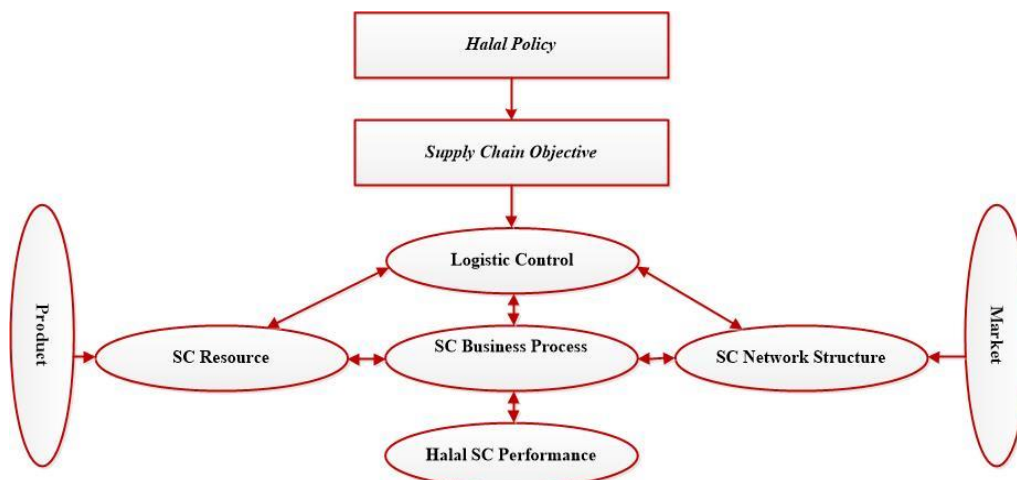 Halal Policy
Supply Chain Objective
Logistic Control
Product
SC Resource
SC Business Process
SC Network Structure
Market
Halal SC Performance